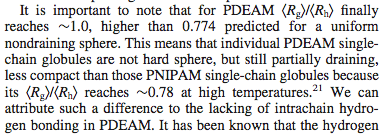 It is important to note that for PDEAM ⟨Rg⟩/⟨Rh⟩ finally
reaches ~1.0, higher than 0.774 predicted for a uniform
nondraining sphere. This means that individual PDEAM single-
chain globules are not hard sphere, but still partially draining,
less compact than those PNIPAM single-chain globules because
its ⟨Rg⟩/⟨Rh⟩ reaches ~0.78 at high temperatures.21 We can
attribute such a difference to the lacking of intrachain hydro-
gen bonding in PDEAM. It has been known that the hydrogen